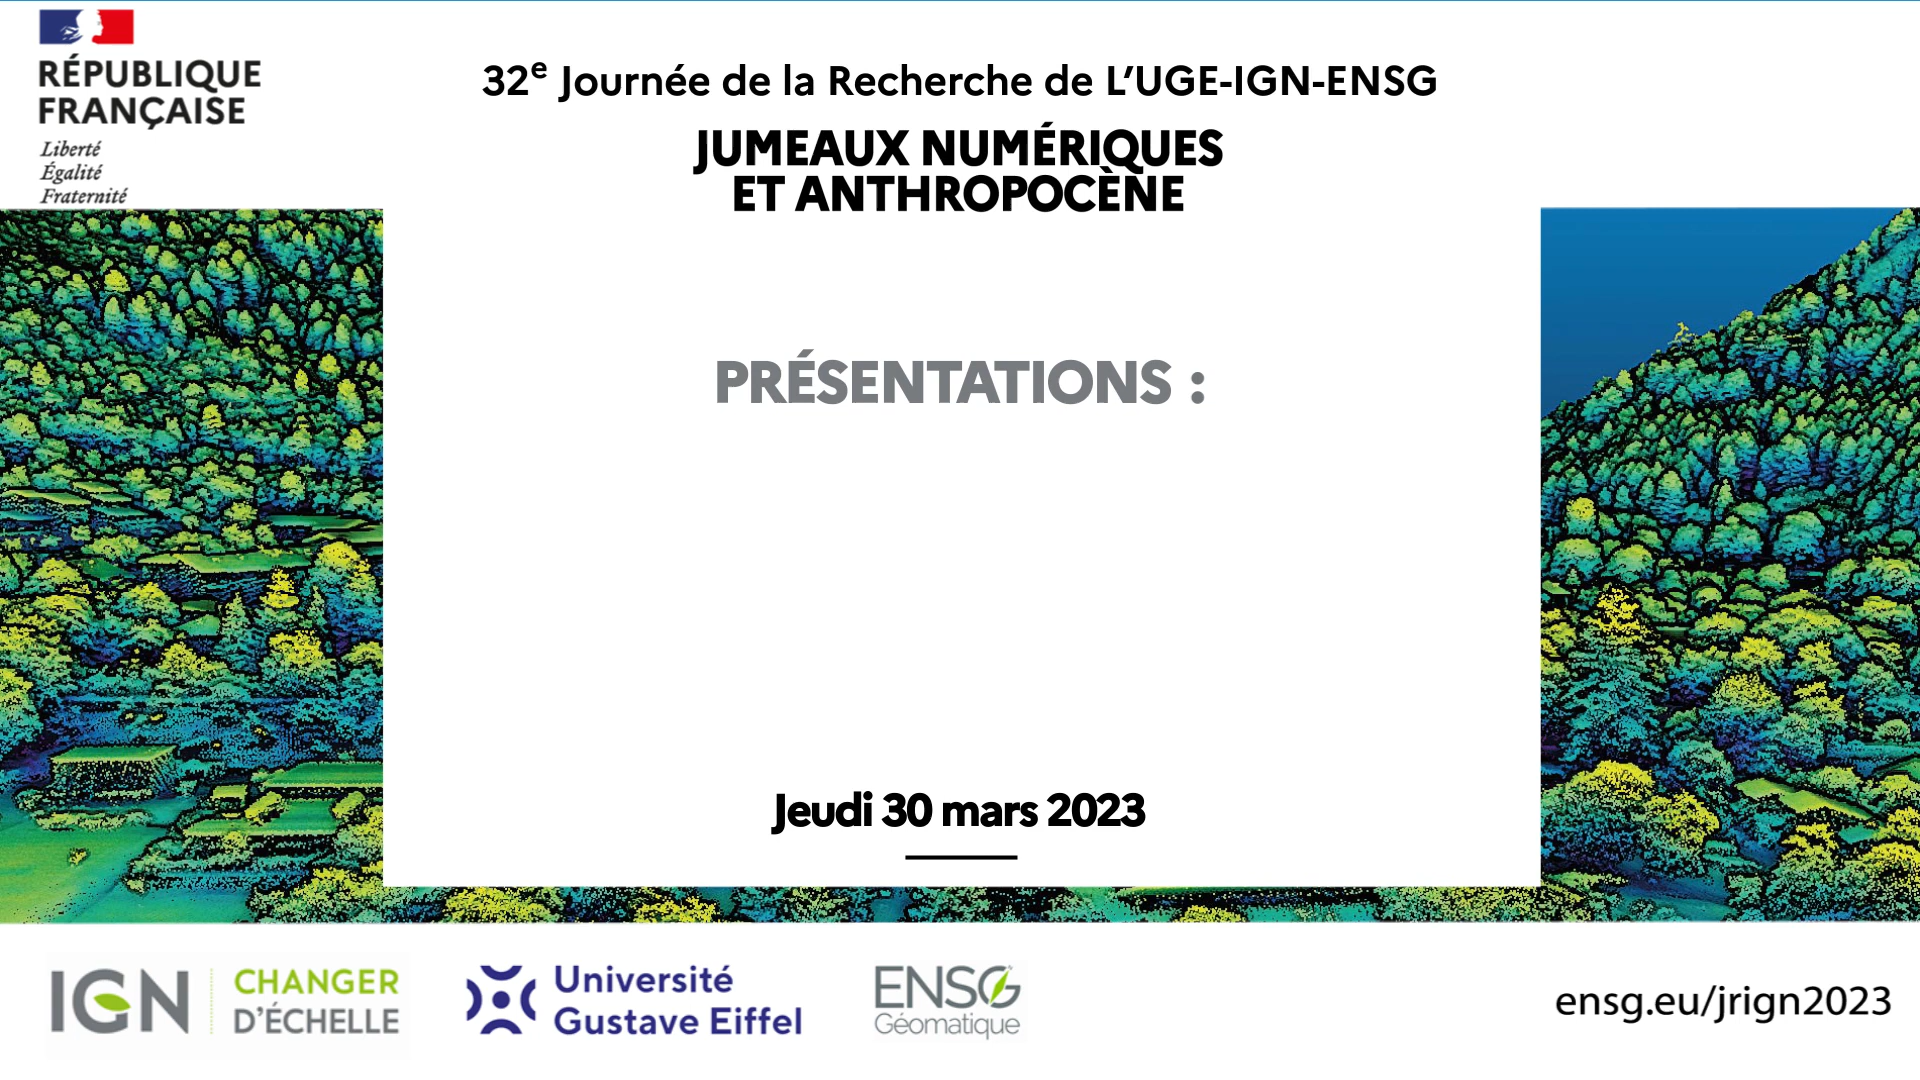 RÉPUBLIQUE
FRANÇAISE
Liberté
Égalité
Fraternité
32e Journée de la Recherche de L’UGE-IGN-ENSG
JUMEAUX NUMÉRIQUES
ET ANTHROPOCÈNE
PRÉSENTATIONS :
Jeudi 30 mars 2023
IGN
CHANGER
D’ÉCHELLE
Université
Gustave Eiffel
ENSG
Géomatique
ensg.eu/jrign2023